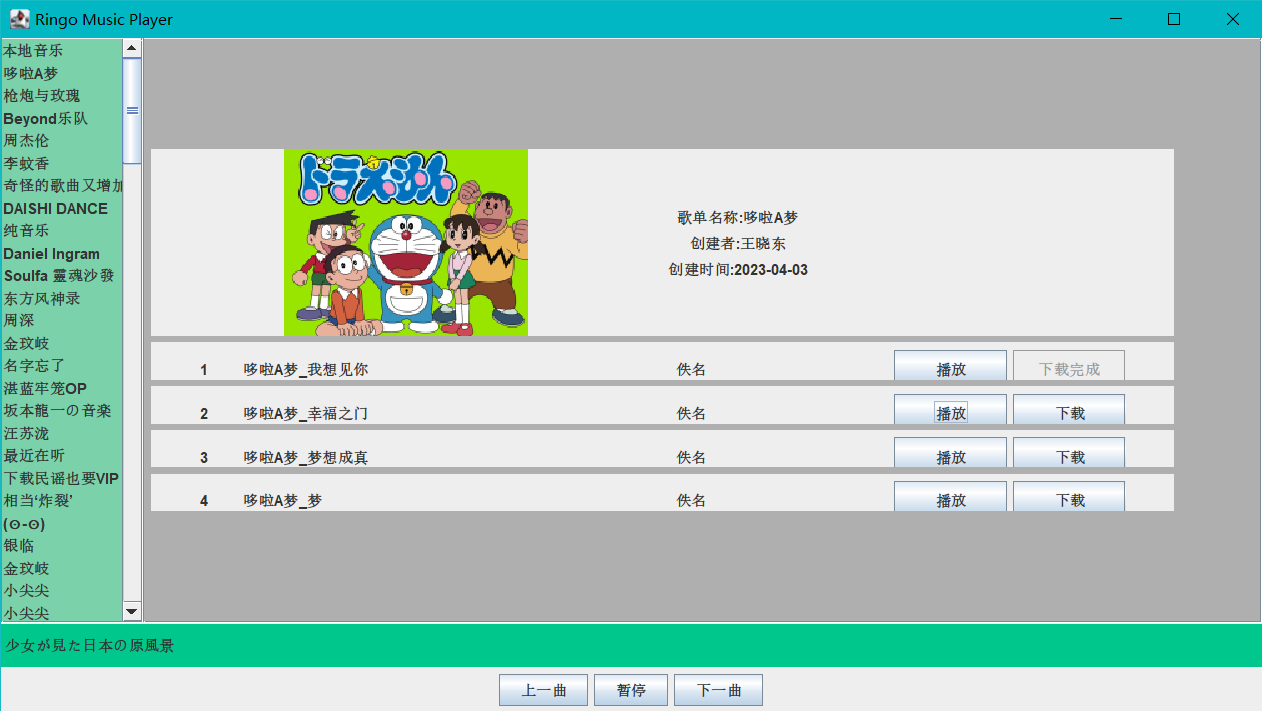 Ringo Music Player
本地音乐
哆啦A梦
枪炮与玫瑰
Beyond乐队
周杰伦
李蚊香
奇怪的歌曲又增加
DAISHI DANCE
纯音乐
Daniel Ingram
Soulfa 靈魂沙發
东方风神录
周深
金玟岐
名字忘了
湛蓝牢笼OP
坂本龍一の音楽
汪苏泷
最近在听
下载民谣也要VIP
相当‘炸裂’
(⊙-⊙)
银临
金玟岐
小尖尖
小尖尖
ドラえもん
歌单名称:哆啦A梦
创建者:王晓东
创建时间:2023-04-03
1 哆啦A梦_我想见你 佚名 播放 下载完成
2 哆啦A梦_幸福之门 佚名 播放 下载
3 哆啦A梦_梦想成真 佚名 播放 下载
4 哆啦A梦_梦 佚名 播放 下载
少女が見た日本の原風景
上一曲 暂停 下一曲